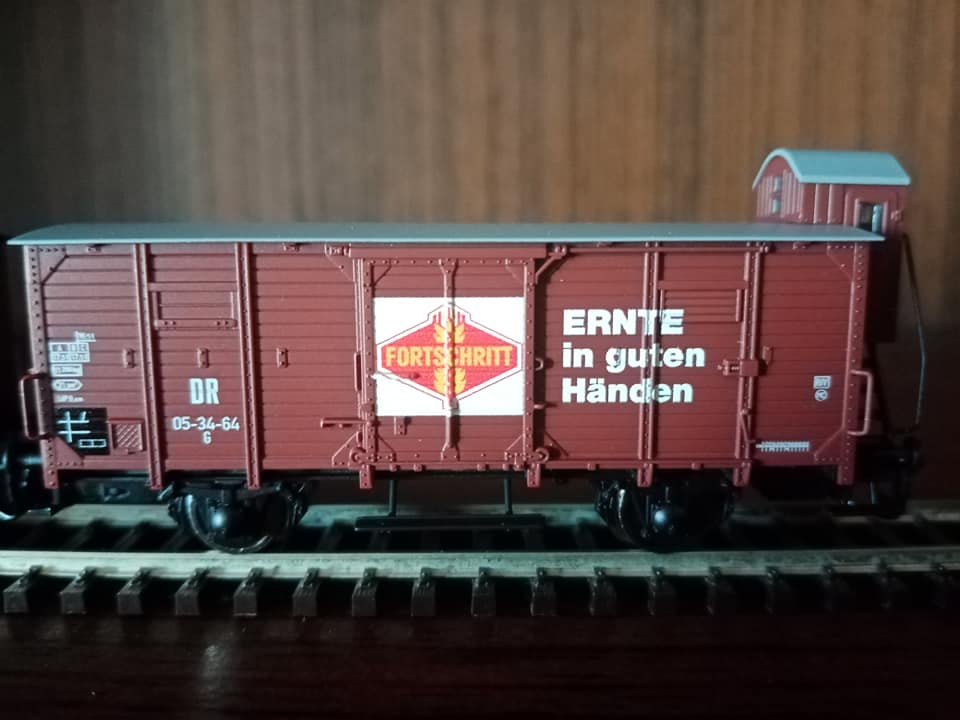 DR
05-34-64
G
FORTSCHRITT
ERNTE
in guten
Händen